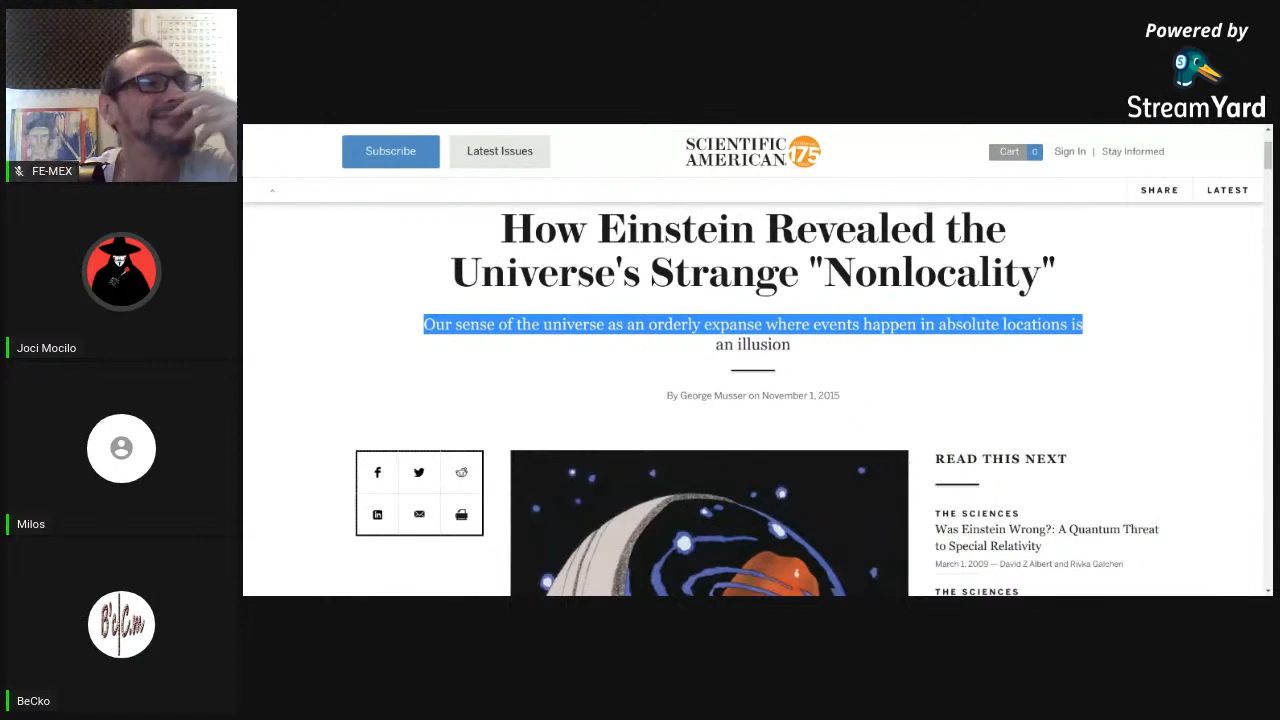 Powered by
StreamYard
FE-MEX
Joci Mocilo
Milos
BeCko
B'c C.m
Subscribe
Latest Issues
SCIENTIFIC
AMERICAN
175
Cart 0
Sign In | Stay Informed
SHARE
LATEST
How Einstein Revealed the
Universe's Strange "Nonlocality"
Our sense of the universe as an orderly expanse where events happen in absolute locations is
an illusion
By George Musser on November 1, 2015
READ THIS NEXT
THE SCIENCES
Was Einstein Wrong?: A Quantum Threat
to Special Relativity
March 1, 2009 — David Z Albert and Rivka Galchen
THE SCIENCES